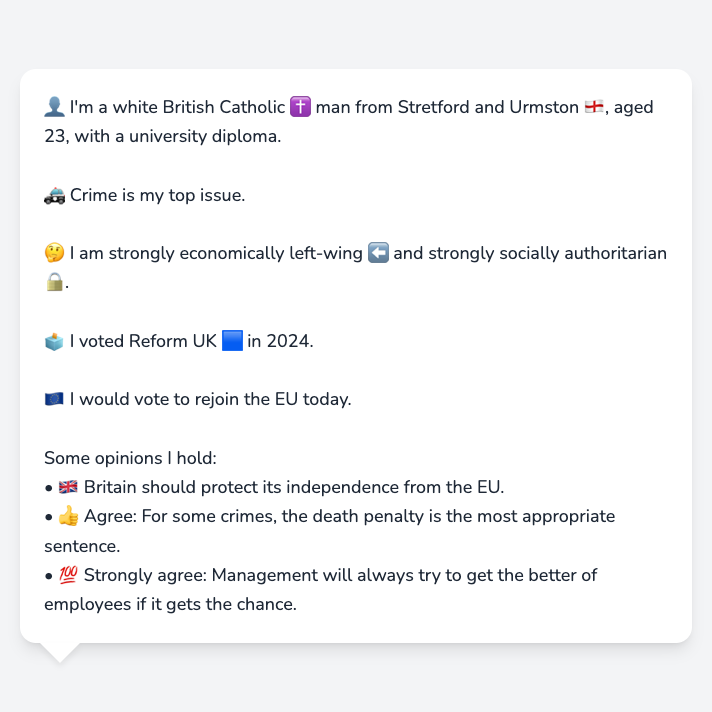 👤 I'm a white British Catholic ✝️ man from Stretford and Urmston 🏴󠁧󠁢󠁥󠁮󠁧󠁿, aged
23, with a university diploma.
🚓 Crime is my top issue.
🤔 I am strongly economically left-wing ⬅️ and strongly socially authoritarian
🔒.
🗳️ I voted Reform UK 🟦 in 2024.
🇪🇺 I would vote to rejoin the EU today.
Some opinions I hold:
• 🇬🇧 Britain should protect its independence from the EU.
• 👍 Agree: For some crimes, the death penalty is the most appropriate
sentence.
• 💯 Strongly agree: Management will always try to get the better of
employees if it gets the chance.